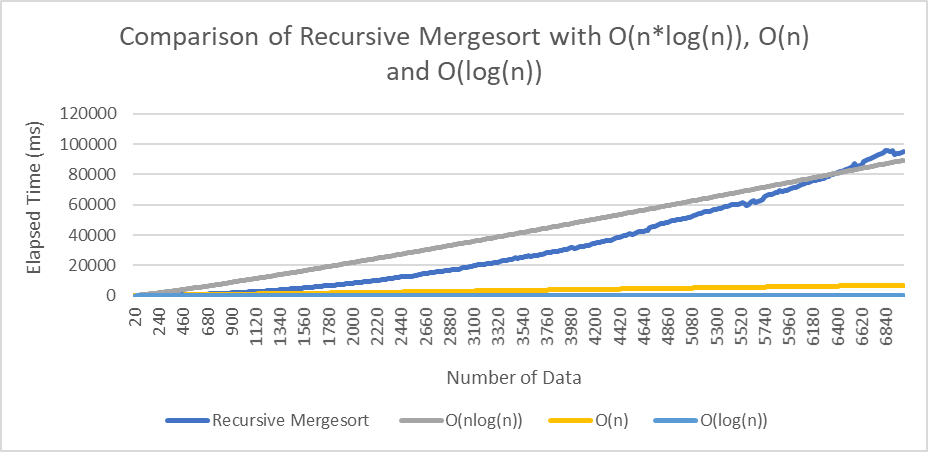 Comparison of Recursive Mergesort with O(n*log(n)), O(n)
and O(log(n))
120000
100000
80000
60000
40000
20000
0
Elapsed Time (ms)
20 240 460 680 900 1120 1340 1560 1780 2000 2220 2440 2660 2880 3100 3320 3540 3760 3980 4200 4420 4640 4860 5080 5300 5520 5740 5960 6180 6400 6620 6840
Number of Data
Recursive Mergesort O(nlog(n)) O(n) O(log(n))